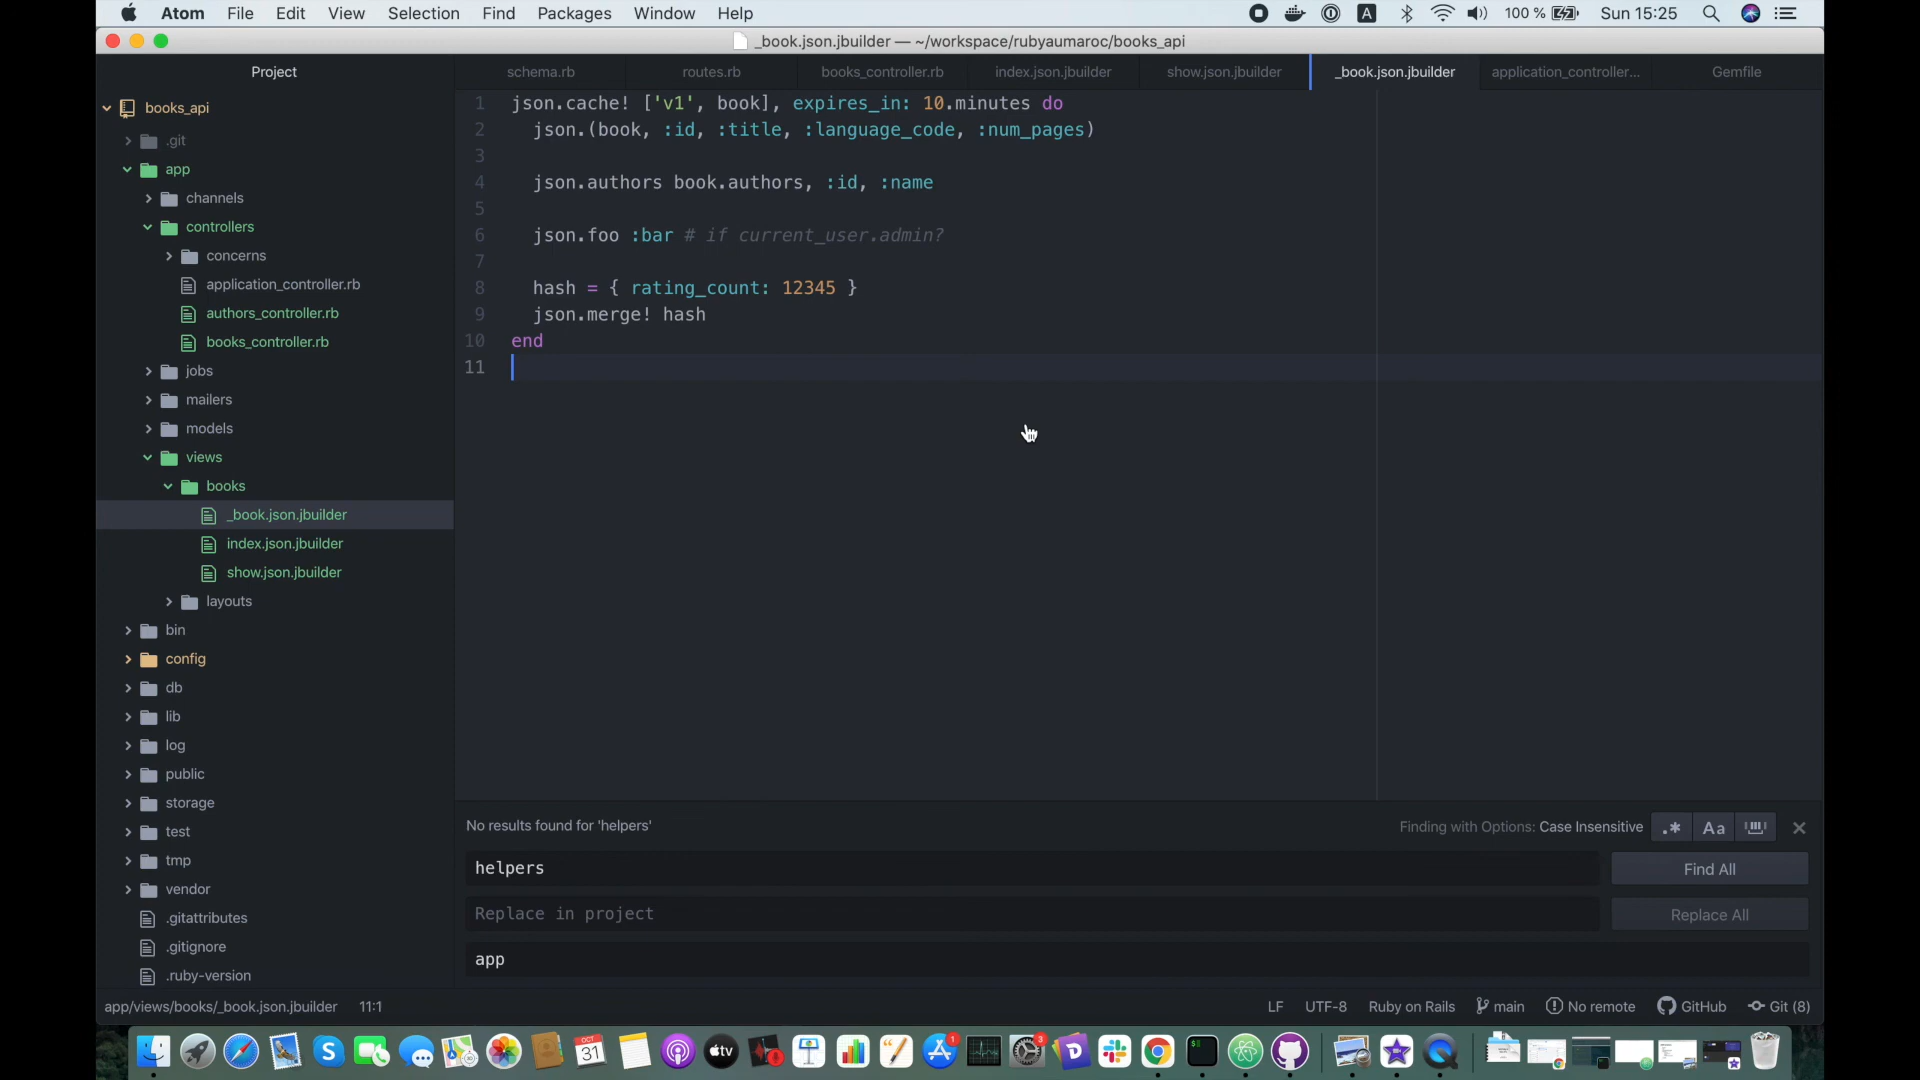 Atom File Edit View Selection Find Packages Window Help A 100 % Sun 15:25
_book.json.jbuilder — ~/workspace/rubyaumaroc/books_api
Project schema.rb routes.rb books_controller.rb index.json.jbuilder show.json.jbuilder _book.json.jbuilder application_controller... Gemfile
books_api
.git
app
channels
controllers
concerns
application_controller.rb
authors_controller.rb
books_controller.rb
jobs
mailers
models
views
books
_book.json.jbuilder
index.json.jbuilder
show.json.jbuilder
layouts
bin
config
db
lib
log
public
storage
test
tmp
vendor
.gitattributes
.gitignore
.ruby-version
1 json.cache! ['v1', book], expires_in: 10.minutes do
2 json.(book, :id, :title, :language_code, :num_pages)
3
4 json.authors book.authors, :id, :name
5
6 json.foo :bar # if current_user.admin?
7
8 hash = { rating_count: 12345 }
9 json.merge! hash
10 end
11
No results found for 'helpers' Finding with Options: Case Insensitive .* Aa
helpers Find All
Replace in project Replace All
app
app/views/books/_book.json.jbuilder 11:1 LF UTF-8 Ruby on Rails main No remote GitHub Git (8)
OCT
31
tv
1
3